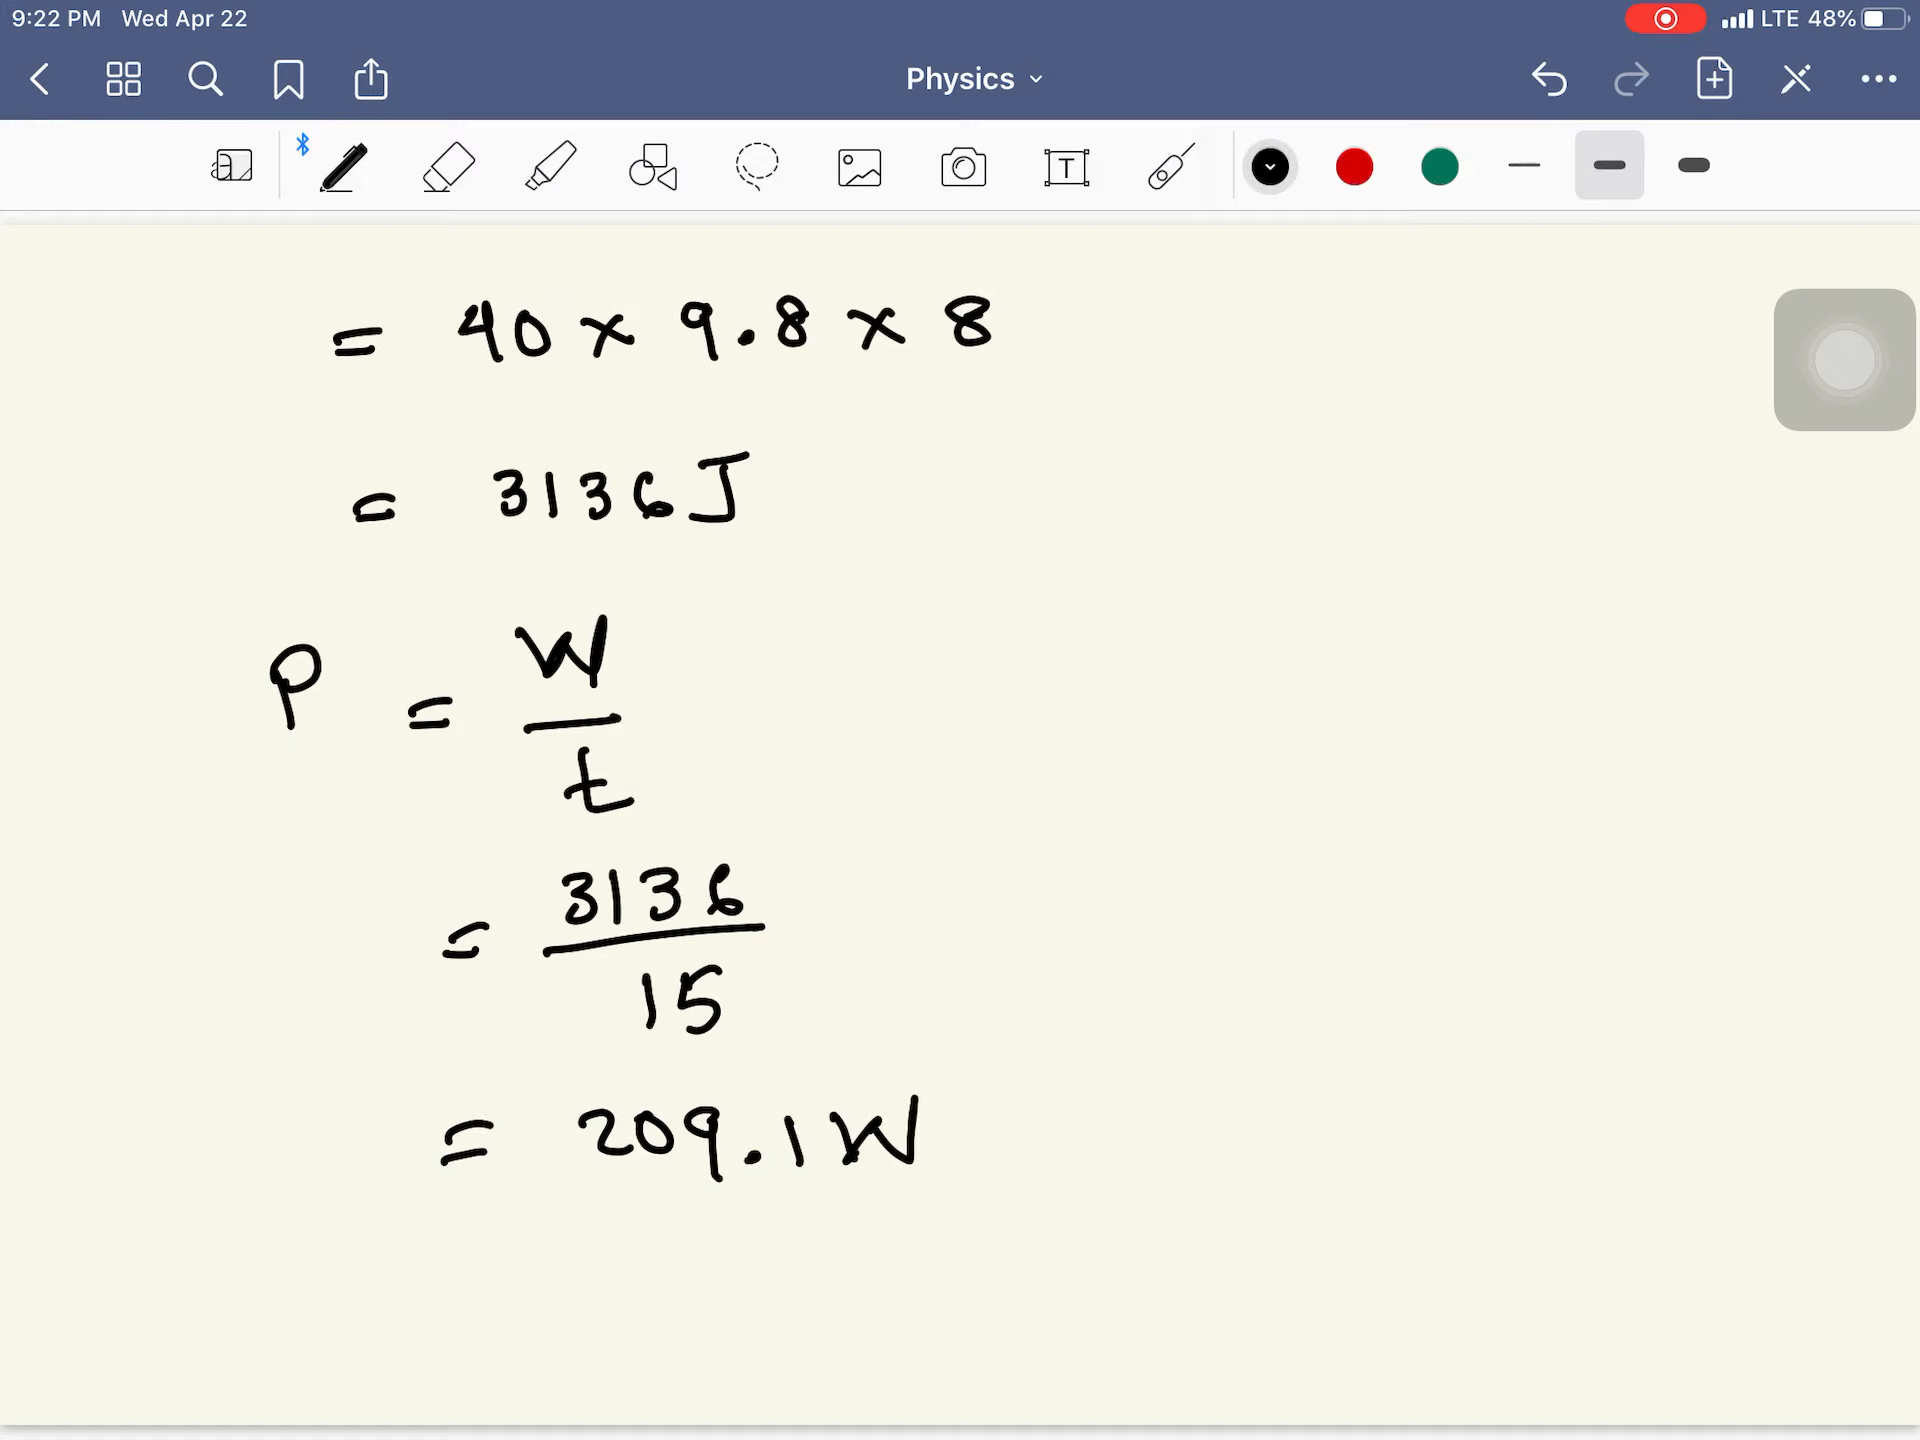 9:22 PM Wed Apr 22
LTE 48%
Physics
T
= 40 × 9.8 × 8
= 3136 J
P = W
t
= 3136
15
= 209.1 W